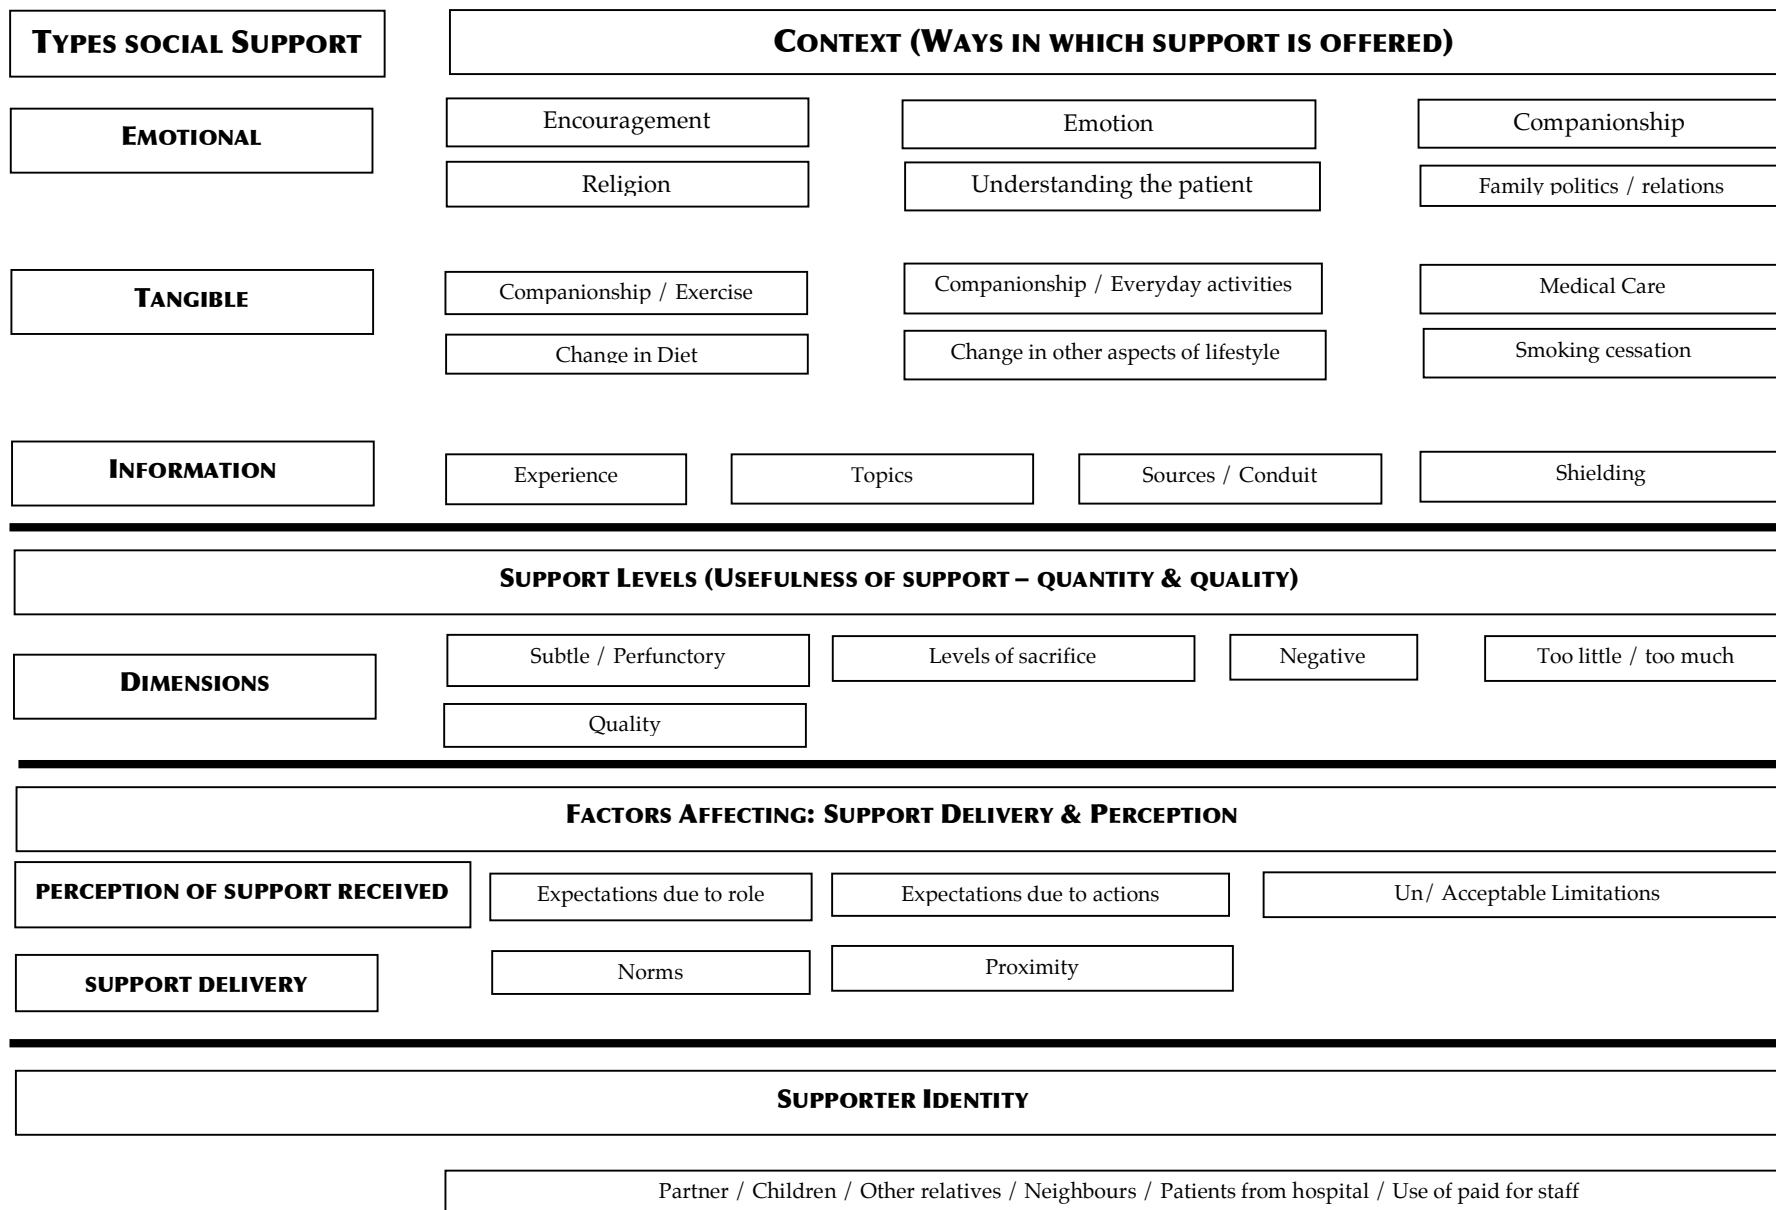 TYPES SOCIAL SUPPORT
CONTEXT (WAYS IN WHICH SUPPORT IS OFFERED)
EMOTIONAL
Encouragement
Emotion
Companionship
Religion
Understanding the patient
Family politics / relations
TANGIBLE
Companionship / Exercise
Companionship / Everyday activities
Medical Care
Change in Diet
Change in other aspects of lifestyle
Smoking cessation
INFORMATION
Experience
Topics
Sources / Conduit
Shielding
SUPPORT LEVELS (USEFULNESS OF SUPPORT – QUANTITY & QUALITY)
DIMENSIONS
Subtle / Perfunctory
Levels of sacrifice
Negative
Too little / too much
Quality
FACTORS AFFECTING: SUPPORT DELIVERY & PERCEPTION
PERCEPTION OF SUPPORT RECEIVED
Expectations due to role
Expectations due to actions
Un/ Acceptable Limitations
SUPPORT DELIVERY
Norms
Proximity
SUPPORTER IDENTITY
Partner / Children / Other relatives / Neighbours / Patients from hospital / Use of paid for staff